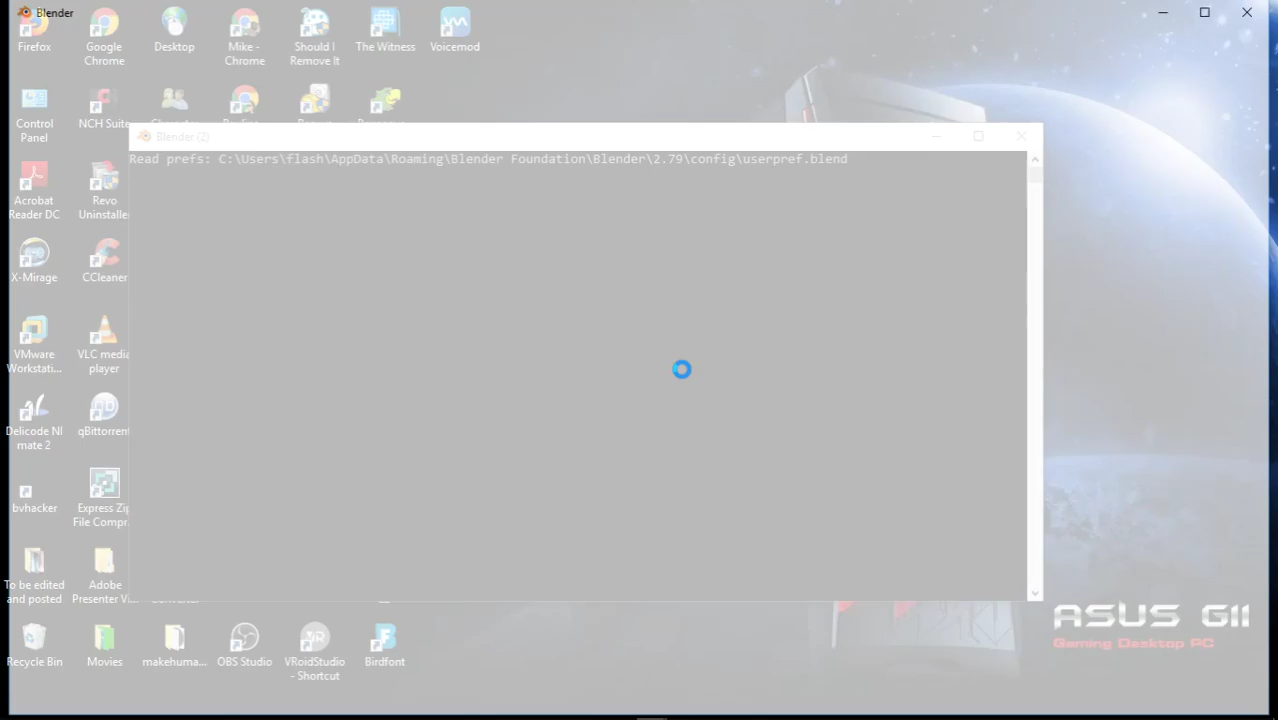 Blender
Firefox
Google
Chrome
Desktop
Mike -
Chrome
Should I
Remove It
The Witness
Voicemod
Control
Panel
NCH Suite
Blender (2)
Read prefs: C:\Users\flash\AppData\Roaming\Blender Foundation\Blender\2.79\config\userpref.blend
Acrobat
Reader DC
Revo
Uninstaller
X-Mirage
CCleaner
VMware
Workstati...
VLC media
player
Delicode NI
mate 2
qBittorrent
bvhacker
Express Zip
File Compr...
To be edited
and posted
Adobe
Presenter Vi...
ASUS G11
Gaming Desktop PC
Recycle Bin
Movies
makehuma...
OBS Studio
VRoidStudio
- Shortcut
Birdfont